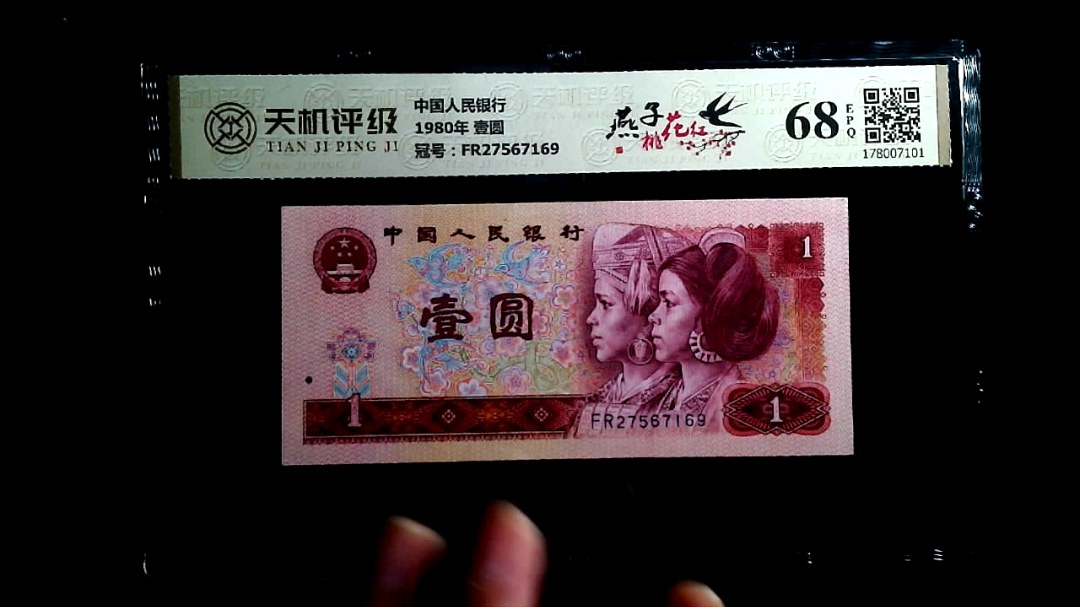 天机评级
TIAN JI PING JI
中国人民银行
1980年 壹圆
冠号：FR27567169
燕子
桃花红
68
EPQ
178007101
中国人民银行
1
壹圆
1
FR27567169
1